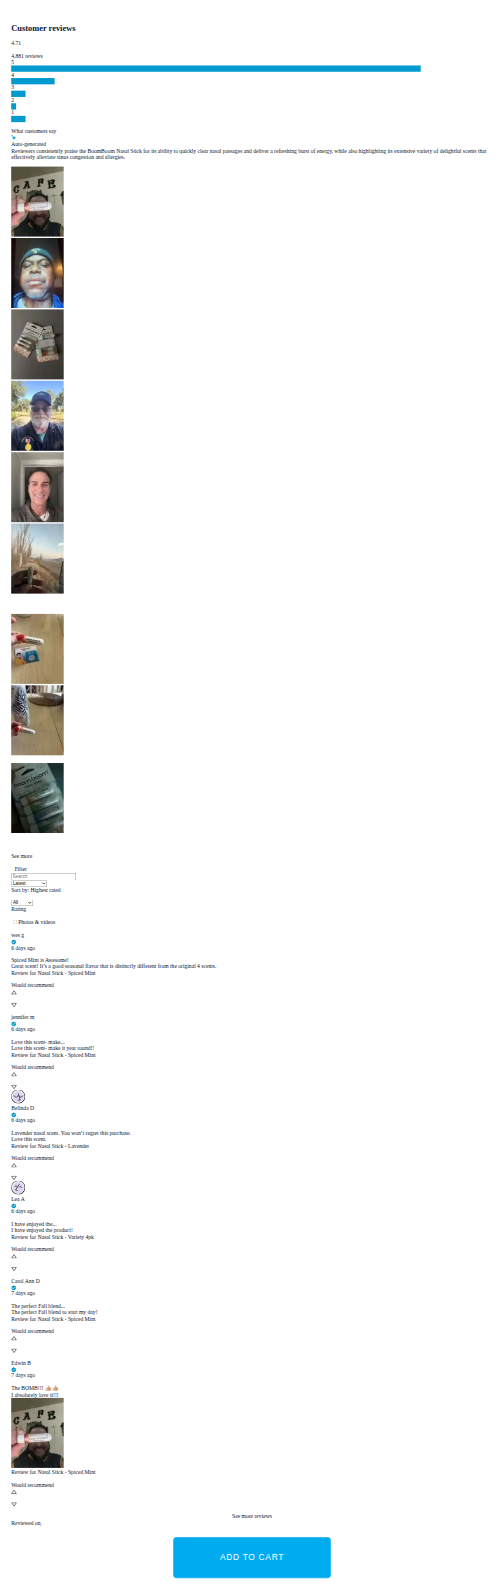 Customer reviews
4.71
4,881 reviews
5
4
3
2
1
What customers say
Auto-generated
Reviewers consistently praise the BoomBoom Nasal Stick for its ability to quickly clear nasal passages and deliver a refreshing burst of energy, while also highlighting its extensive variety of delightful scents that
effectively alleviate sinus congestion and allergies.
CAFE
boomboom
See more
Filter
Search
Latest
Sort by: Highest rated
All
Rating
Photos & videos
wes g
6 days ago
Spiced Mint is Awesome!
Great scent! It's a good seasonal flavor that is distinctly different from the original 4 scents.
Review for Nasal Stick - Spiced Mint
Would recommend
jennifer m
6 days ago
Love this scent- make...
Love this scent- make it year round!!
Review for Nasal Stick - Spiced Mint
Would recommend
Belinda D
6 days ago
Lavender nasal scent. You won't regret this purchase.
Love this scent.
Review for Nasal Stick - Lavender
Would recommend
Lea A
6 days ago
I have enjoyed the...
I have enjoyed the product!
Review for Nasal Stick - Variety 4pk
Would recommend
Carol Ann D
7 days ago
The perfect Fall blend...
The perfect Fall blend to start my day!
Review for Nasal Stick - Spiced Mint
Would recommend
Edwin B
7 days ago
The BOMB!!! 👍🏽👍🏽
I absolutely love it!!!
CAFE
Review for Nasal Stick - Spiced Mint
Would recommend
See more reviews
Reviewed on,
ADD TO CART